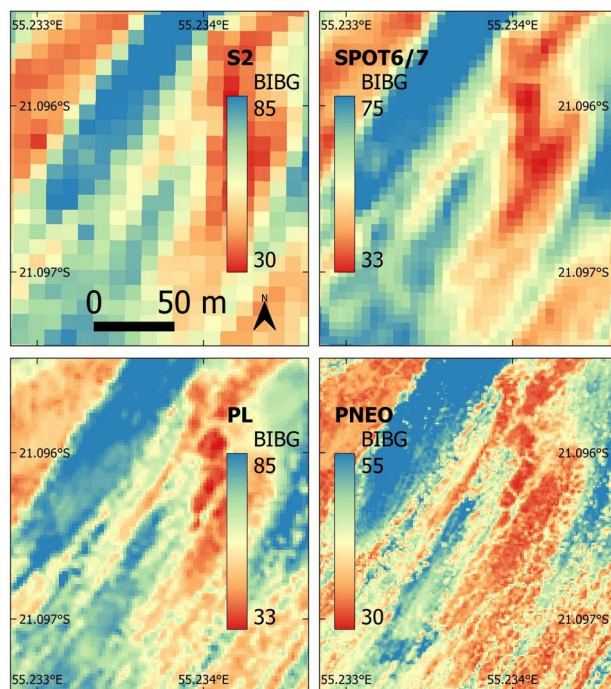 55.233°E 55.234°E 55.233°E 55.234°E
S2 SPOT6/7
BIBG BIBG
85 75
21.096°S 21.096°S
30 33
21.097°S 21.097°S
0 50 m
N
PL PNEO
BIBG BIBG
21.096°S 21.096°S
85 55
33 30
21.097°S 21.097°S
55.233°E 55.234°E 55.233°E 55.234°E